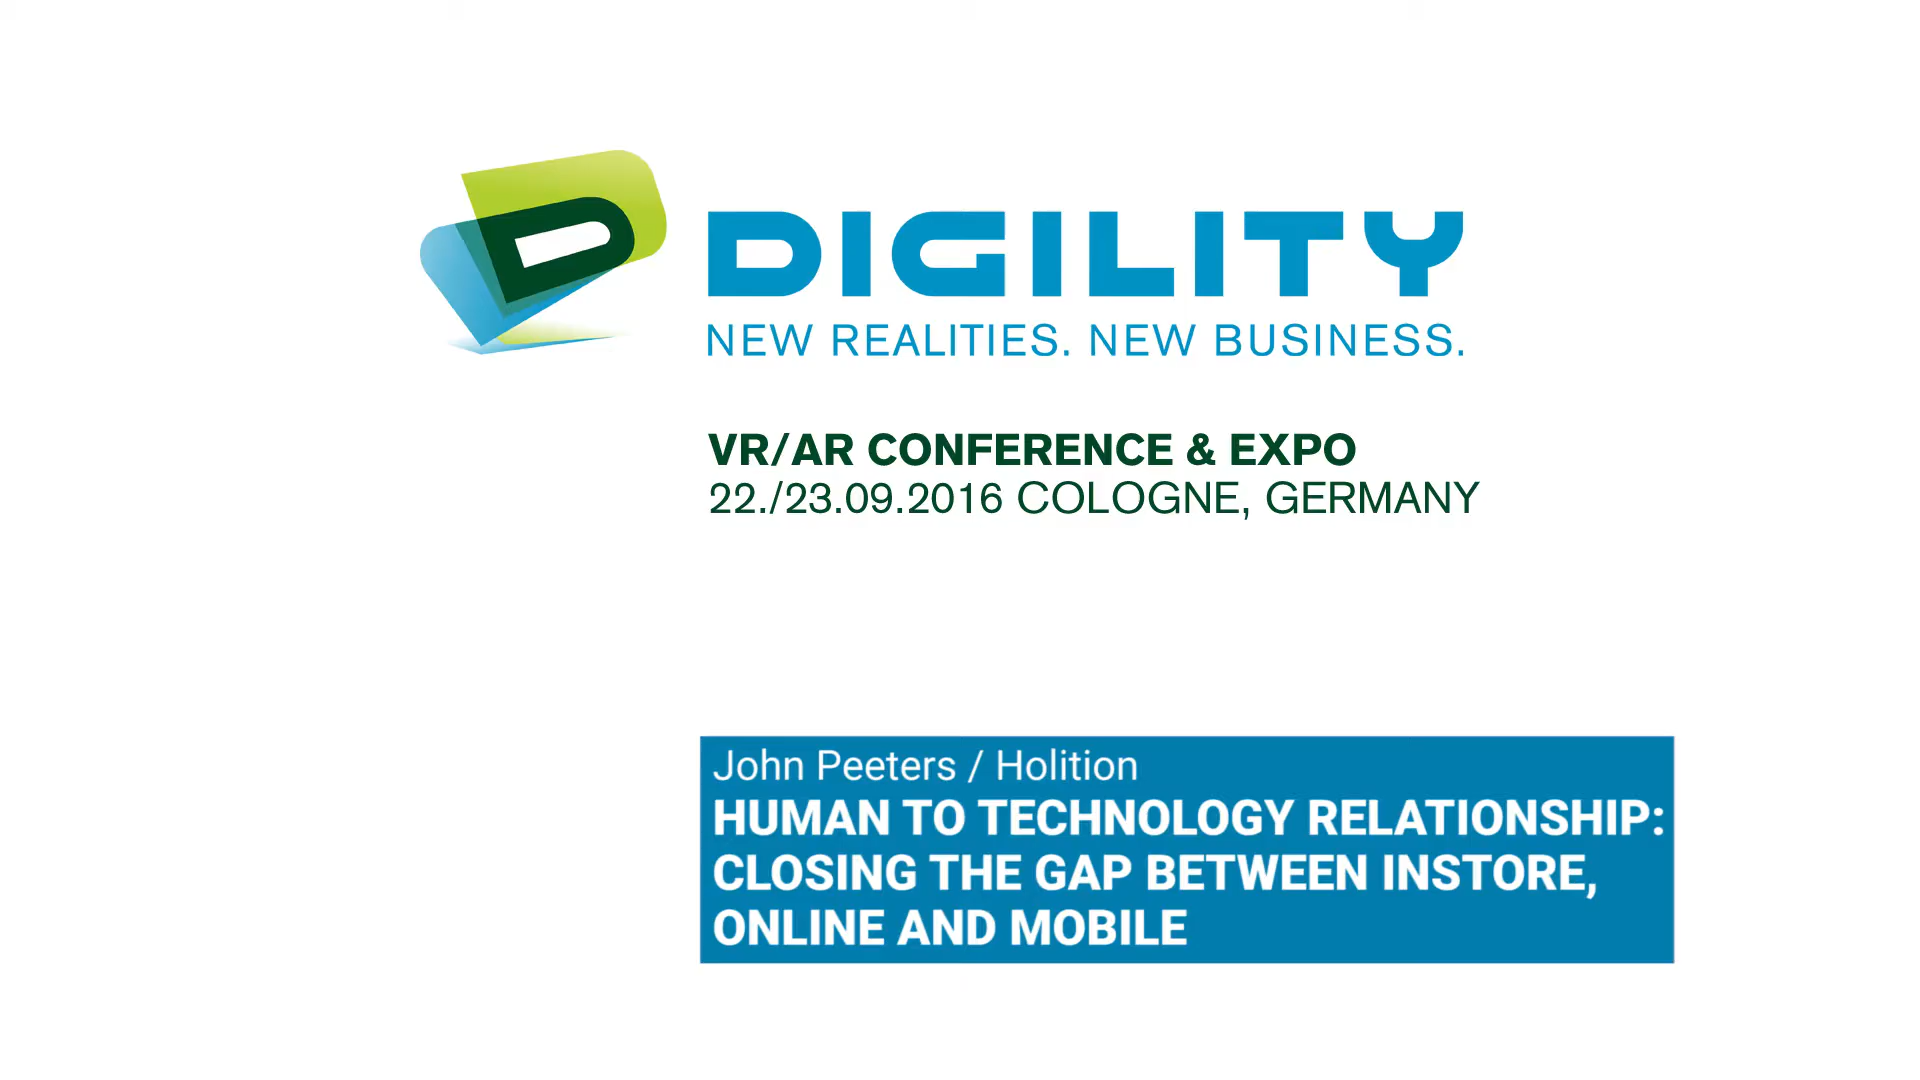 DIGILITY
NEW REALITIES. NEW BUSINESS.
VR/AR CONFERENCE & EXPO
22./23.09.2016 COLOGNE, GERMANY
John Peeters / Holition
HUMAN TO TECHNOLOGY RELATIONSHIP:
CLOSING THE GAP BETWEEN INSTORE,
ONLINE AND MOBILE